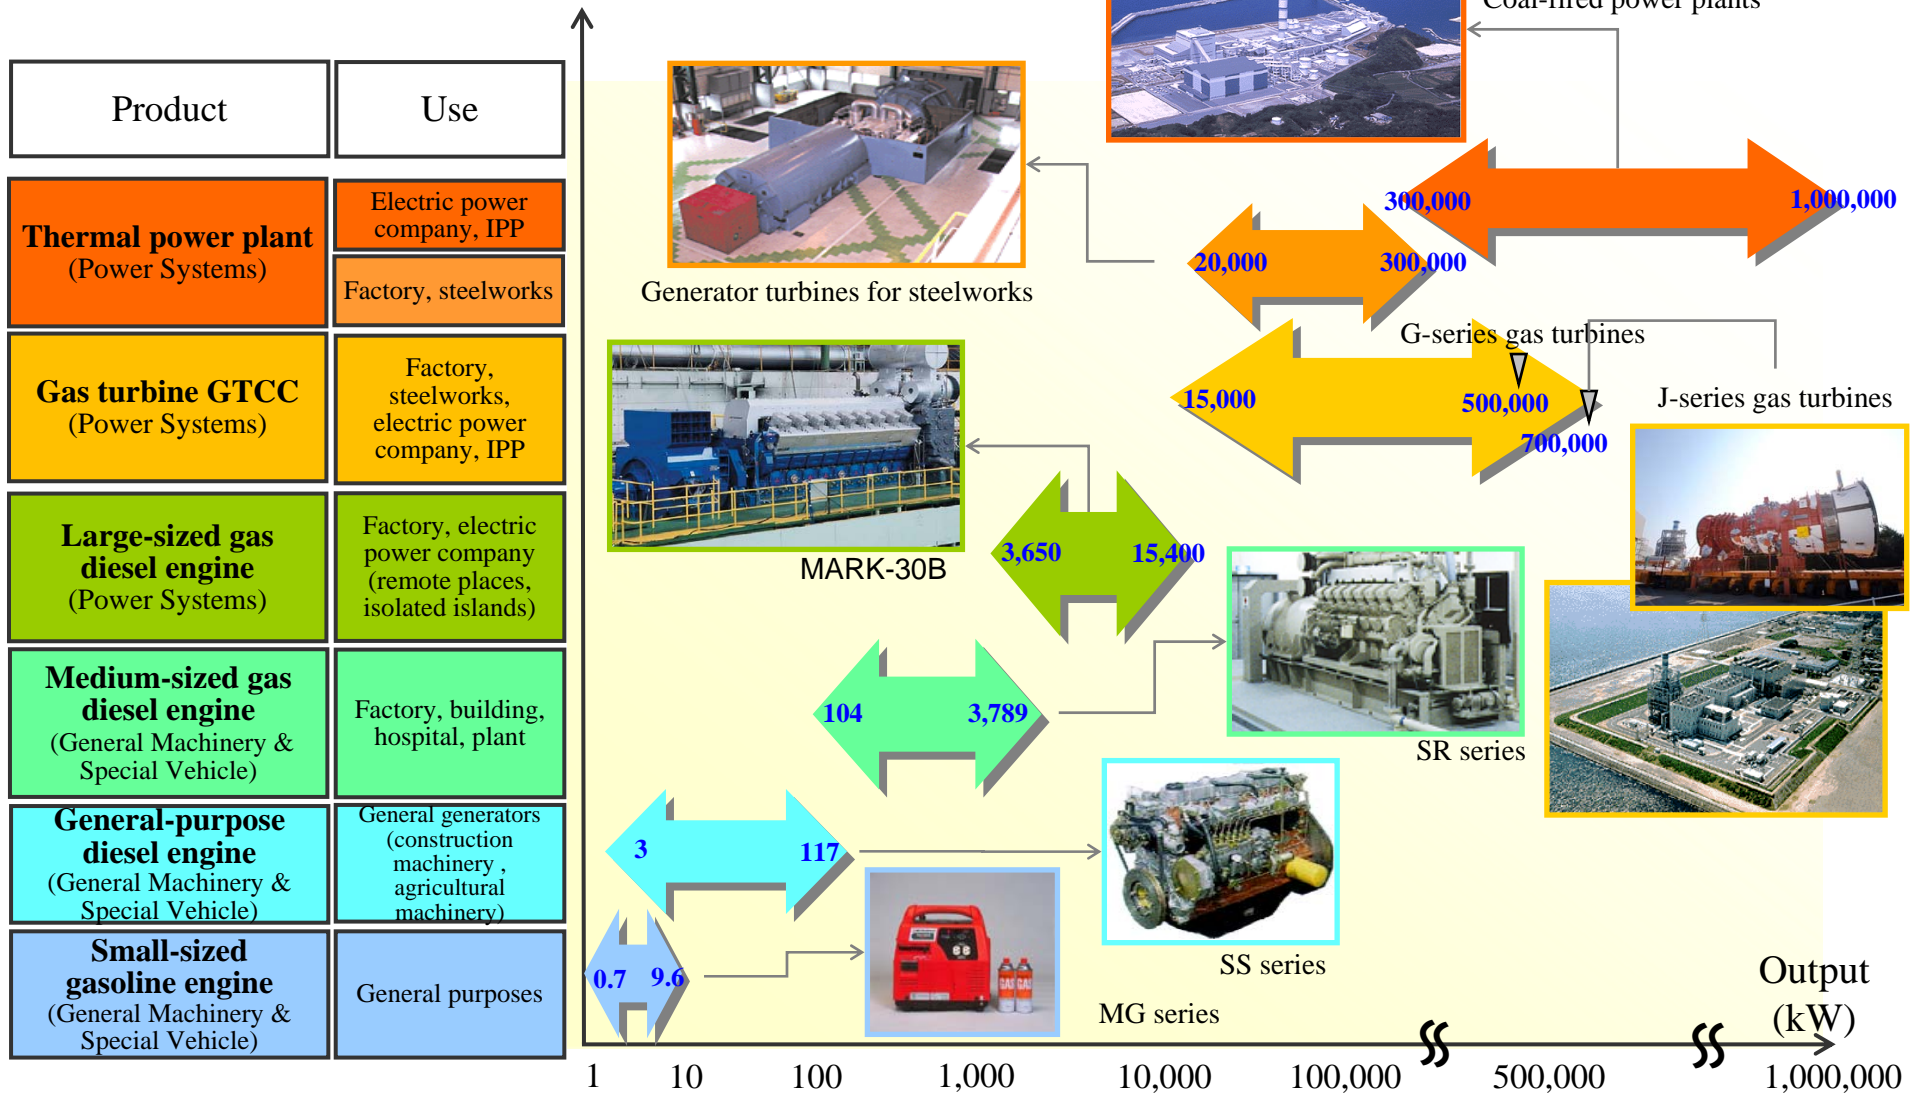 Coal-fired power plants
Product
Use
Thermal power plant
(Power Systems)
Electric power
company, IPP
Factory, steelworks
Gas turbine GTCC
(Power Systems)
Factory,
steelworks,
electric power
company, IPP
Large-sized gas
diesel engine
(Power Systems)
Factory, electric
power company
(remote places,
isolated islands)
Medium-sized gas
diesel engine
(General Machinery &
Special Vehicle)
Factory, building,
hospital, plant
General-purpose
diesel engine
(General Machinery &
Special Vehicle)
General generators
(construction
machinery ,
agricultural
machinery)
Small-sized
gasoline engine
(General Machinery &
Special Vehicle)
General purposes
300,000
1,000,000
20,000
300,000
Generator turbines for steelworks
G-series gas turbines
15,000
500,000
700,000
J-series gas turbines
3,650
15,400
MARK-30B
104
3,789
SR series
3
117
SS series
0.7
9.6
GAS
GAS
MG series
Output
(kW)
1
10
100
1,000
10,000
100,000
500,000
1,000,000